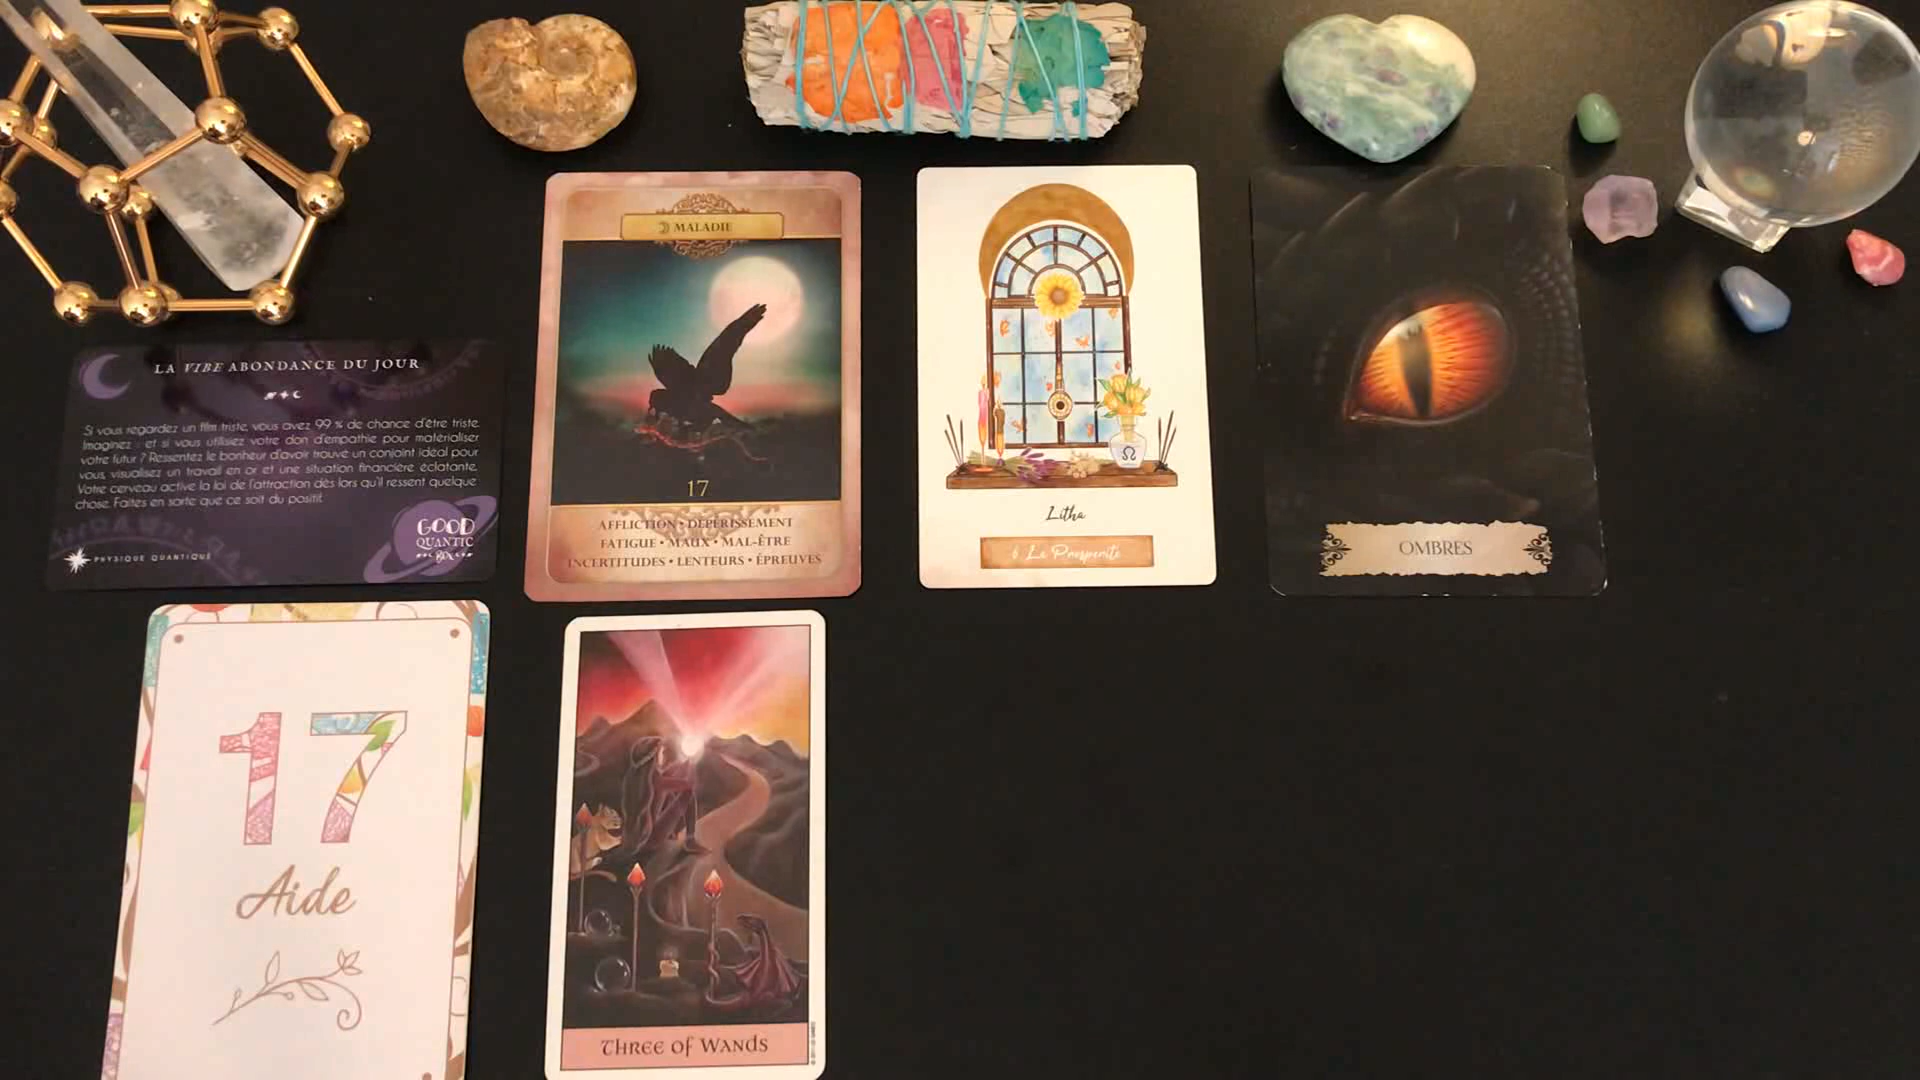 LA VIBE ABONDANCE DU JOUR
Si vous regardez un film triste, vous avez 99 % de chance d'être triste.
Imaginez : et si vous utilisiez votre don d'empathie pour matérialiser
votre futur ? Ressentez le bonheur d'avoir trouvé un conjoint idéal pour
vous, visualisez un travail en or et une situation financière éclatante.
Votre cerveau active la loi de l'attraction dès lors qu'il ressent quelque
chose. Faites en sorte que ce soit du positif.
PHYSIQUE QUANTIQUE
GOOD
QUANTIC
BOX
MALADIE
17
AFFLICTION • DÉPÉRISSEMENT
FATIGUE • MAUX • MAL-ÊTRE
INCERTITUDES • LENTEURS • ÉPREUVES
Litha
6. La Prospérité
OMBRES
17
Aide
THREE OF WANDS